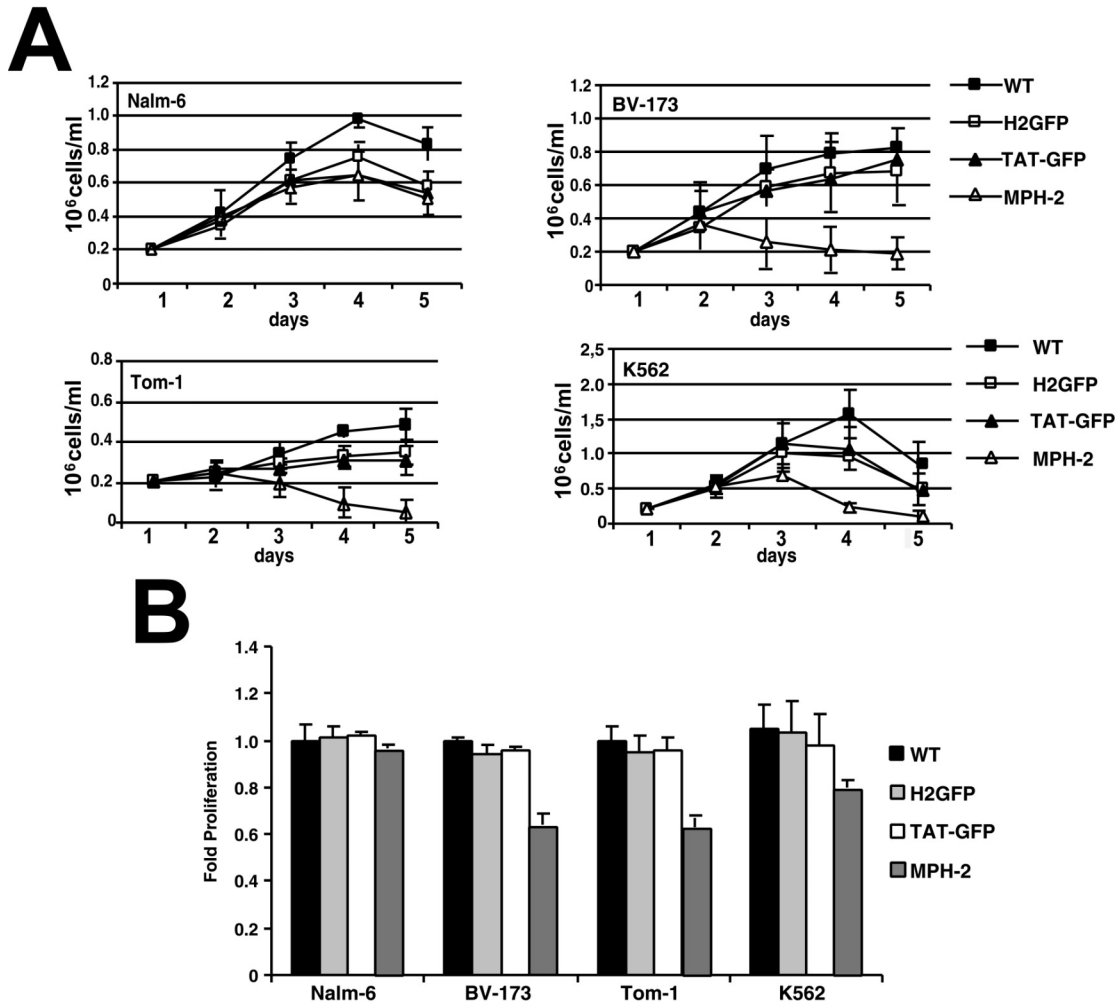 A
Nalm-6
10⁶cells/ml
1.2
1.0
0.8
0.6
0.4
0.2
0
1 2 3 4 5
days
BV-173
10⁶cells/ml
1.2
1.0
0.8
0.6
0.4
0.2
0
1 2 3 4 5
days
WT
H2GFP
TAT-GFP
MPH-2
Tom-1
10⁶cells/ml
0.8
0.6
0.4
0.2
0
1 2 3 4 5
days
K562
10⁶cells/ml
2,5
2.0
1.5
1.0
0.5
0
1 2 3 4 5
days
WT
H2GFP
TAT-GFP
MPH-2
B
Fold Proliferation
1.4
1.2
1.0
0.8
0.6
0.4
0.2
0
Nalm-6 BV-173 Tom-1 K562
WT
H2GFP
TAT-GFP
MPH-2